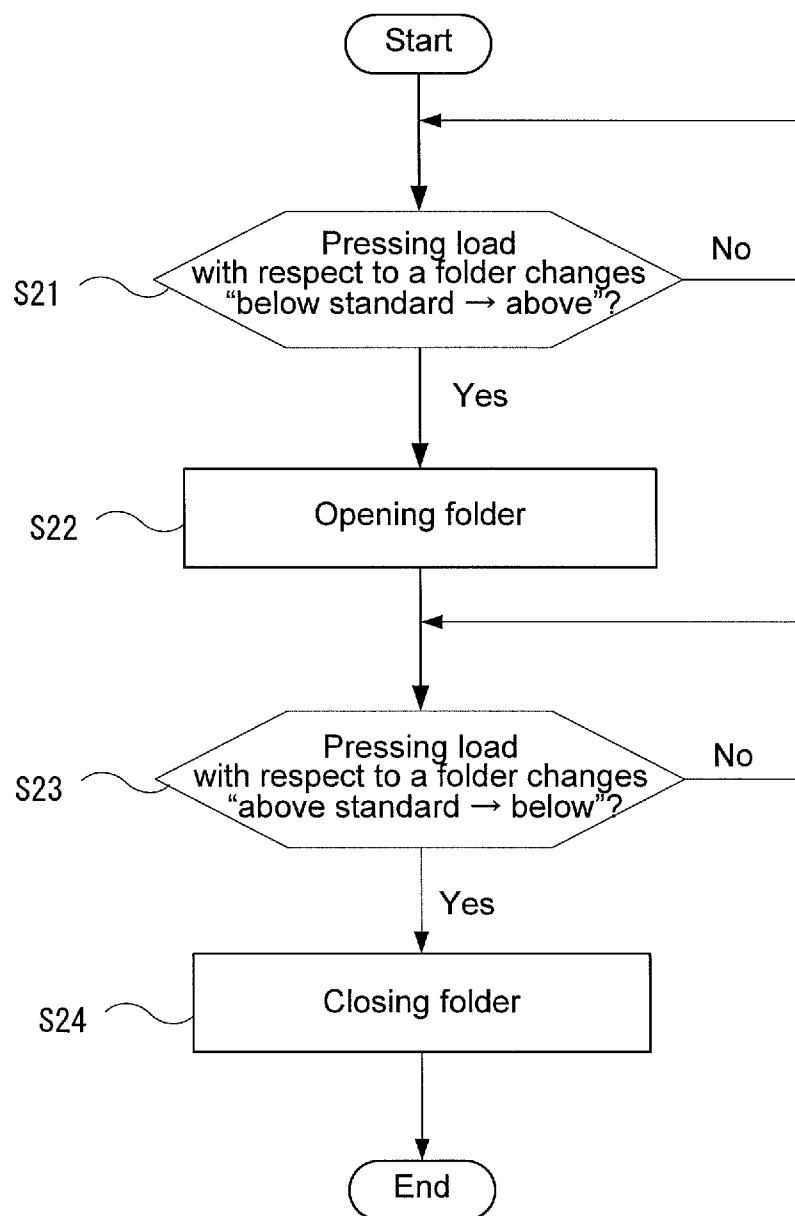 Start
Pressing load
with respect to a folder changes
“below standard → above”?
No
S21
Yes
Opening folder
S22
Pressing load
with respect to a folder changes
“above standard → below”?
No
S23
Yes
Closing folder
S24
End